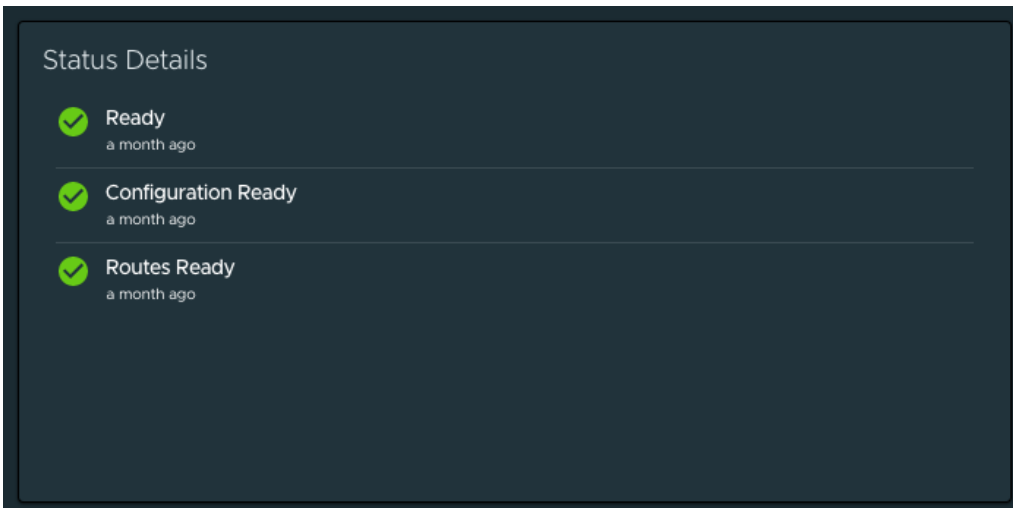 Status Details
Ready
a month ago
Configuration Ready
a month ago
Routes Ready
a month ago